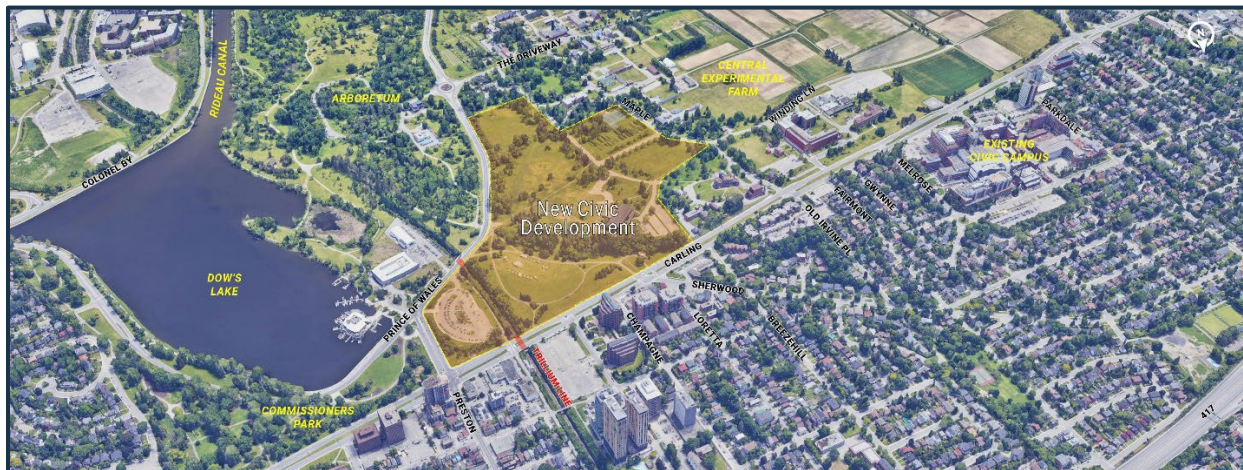 N
THE DRIVEWAY
RIDEAU CANAL
ARBORETUM
CENTRAL
EXPERIMENTAL
FARM
MAPLE
WINDING LN
PARKDALE
EXISTING
CIVIC CAMPUS
MELROSE
GWYNNE
FAIRMONT
OLD IRVINE PL
COLONEL BY
New Civic
Development
CARLING
DOW'S
LAKE
PRINCE OF WALES
SHERWOOD
CHAMPAGNE
LORETTA
BREEZEHILL
TRILLIUM LINE
PRESTON
COMMISSIONERS
PARK
417